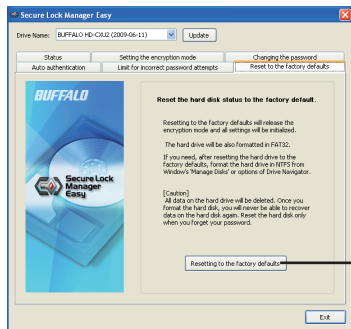 Secure Lock Manager Easy
Drive Name: BUFFALO HD-CXU2 (2009-06-11) Update
Status Setting the encryption mode Changing the password
Auto authentication Limit for incorrect password attempts Reset to the factory defaults
BUFFALO
Secure Lock
Manager
Easy
Reset the hard disk status to the factory default.
Resetting to the factory defaults will release the
encryption mode and all settings will be initialized.
The hard drive will be also formatted in FAT32.
If you need, after resetting the hard drive to the
factory defaults, format the hard drive in NTFS from
Window's 'Manage Disks' or options of Drive Navigator.
[Caution]
All data on the hard drive will be deleted. Once you
format the hard disk, you will never be able to recover
data on the hard disk again. Reset the hard disk only
when you forget your password.
Resetting to the factory defaults
Exit